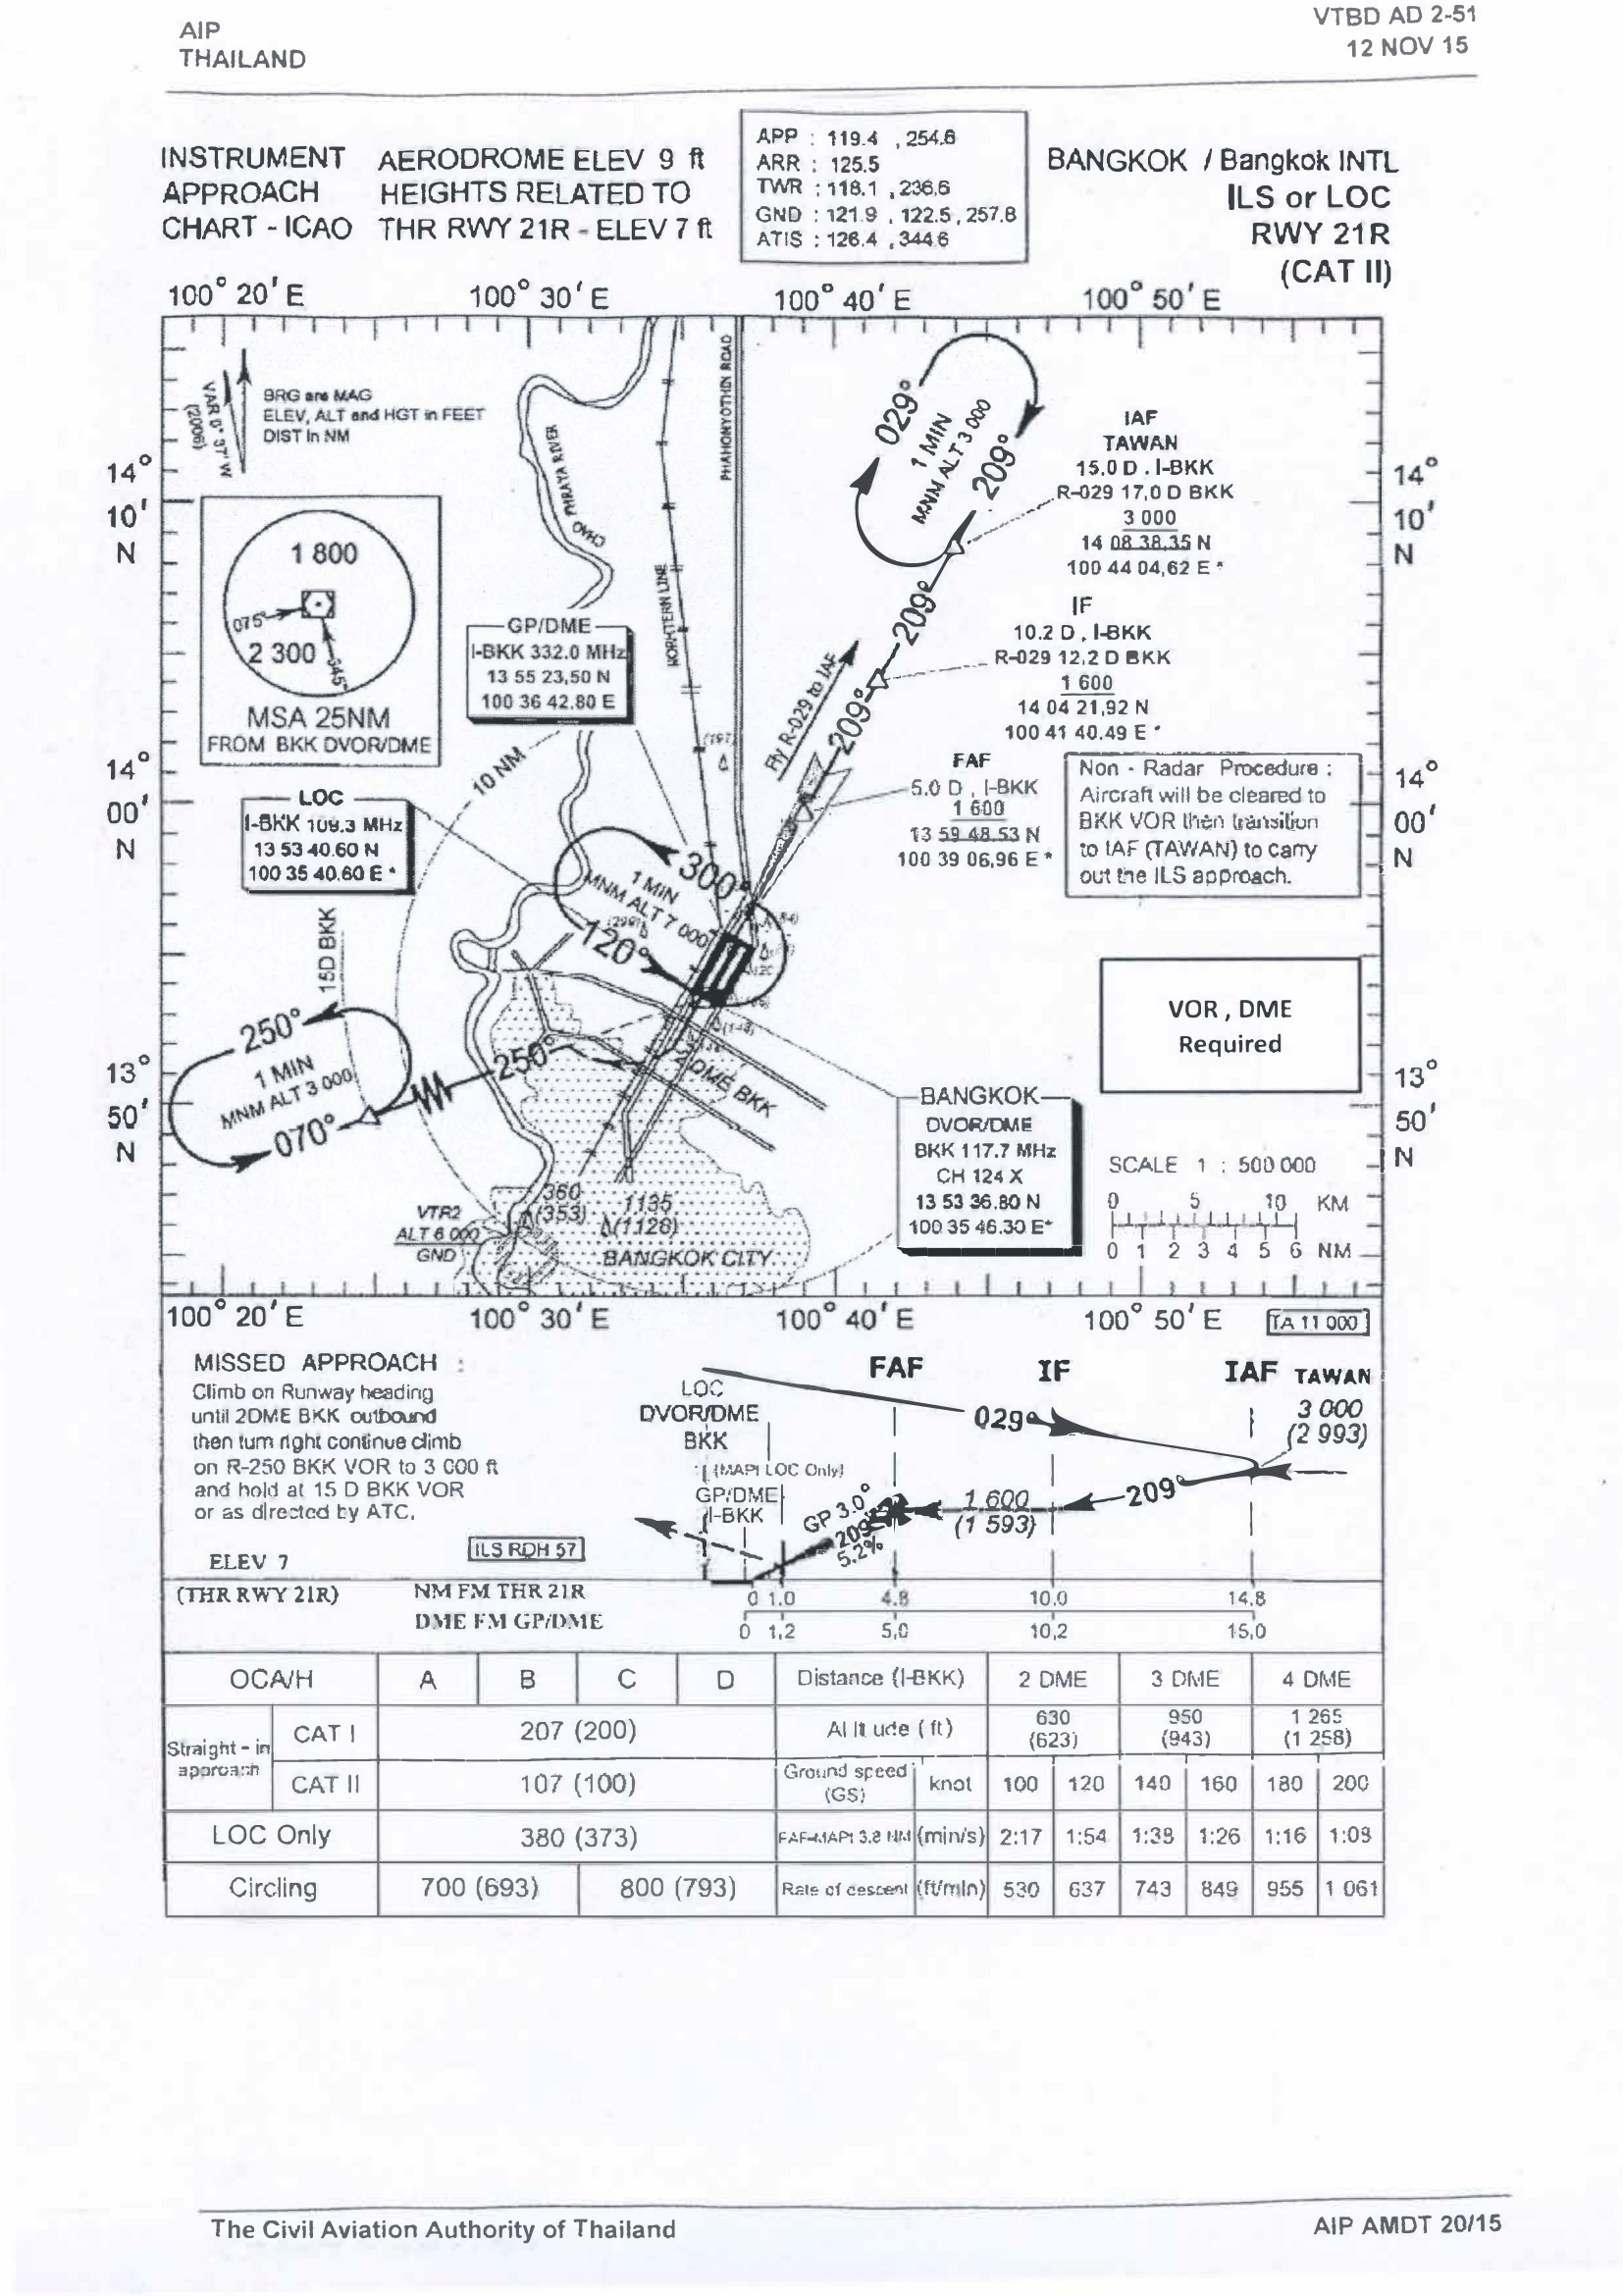 AIP
THAILAND
VTBD AD 2-51
12 NOV 15
INSTRUMENT
APPROACH
CHART - ICAO
AERODROME ELEV 9 ft
HEIGHTS RELATED TO
THR RWY 21R - ELEV 7 ft
APP : 119.4 , 254.6
ARR : 125.5
TWR : 118.1 , 236.6
GND : 121.9 , 122.5 , 257.8
ATIS : 126.4 , 344.6
BANGKOK / Bangkok INTL
ILS or LOC
RWY 21R
(CAT II)
100° 20' E
100° 30' E
100° 40' E
100° 50' E
VAR 0° 37' W
(2006)
BRG are MAG
ELEV, ALT and HGT in FEET
DIST in NM
CHAO PHRAYA RIVER
NORHTERN LINE
PHAHONYOTHIN ROAD
029°
1 MIN
MNM ALT 3 000
209°
IAF
TAWAN
15.0 D . I-BKK
R-029 17,0 D BKK
3 000
14 08 38,35 N
100 44 04,62 E *
14°
10'
N
14°
10'
N
1 800
075°
2 300
345°
MSA 25NM
FROM BKK DVOR/DME
GP/DME
I-BKK 332.0 MHz
13 55 23,50 N
100 36 42.80 E
209°
IF
10.2 D , I-BKK
R-029 12.2 D BKK
1 600
14 04 21,92 N
100 41 40.49 E *
Fly R-029 to IAF
209°
(197)
10 NM
FAF
5.0 D , I-BKK
1 600
13 59 48.53 N
100 39 06,96 E *
Non - Radar Procedure :
Aircraft will be cleared to
BKK VOR then transition
to IAF (TAWAN) to carry
out the ILS approach.
14°
00'
N
14°
00'
N
LOC
I-BKK 109.3 MHz
13 53 40.60 N
100 35 40.60 E *
300°
1 MIN
MNM ALT 7 000
120°
15D BKK
VOR , DME
Required
250°
1 MIN
MNM ALT 3 000
070°
250°
2 DME BKK
13°
50'
N
13°
50'
N
BANGKOK
DVOR/DME
BKK 117.7 MHz
CH 124 X
13 53 36.80 N
100 35 46.30 E*
SCALE 1 : 500 000
0 5 10 KM
0 1 2 3 4 5 6 NM
VTR2
ALT 6 000
GND
360
(353)
1135
(1128)
BANGKOK CITY
100° 20' E
100° 30' E
100° 40' E
100° 50' E
TA 11 000
MISSED APPROACH :
Climb on Runway heading
until 2DME BKK outbound
then turn right continue climb
on R-250 BKK VOR to 3 000 ft
and hold at 15 D BKK VOR
or as directed by ATC.
LOC
DVOR/DME
BKK
(MAPt LOC Only)
GP/DME
I-BKK
FAF
IF
IAF TAWAN
3 000
(2 993)
029°
209°
1 600
(1 593)
GP 3.0°
209°
5.2%
ILS RDH 57
ELEV 7
(THR RWY 21R)
NM FM THR 21R
0 1.0 4.8 10.0 14.8
DME FM GP/DME
0 1,2 5,0 10,2 15,0
OCA/H A B C D Distance (I-BKK) 2 DME 3 DME 4 DME
Straight - in
approach
CAT I 207 (200) Altitude (ft) 630 (623) 950 (943) 1 265 (1 258)
CAT II 107 (100) Ground speed (GS) knot 100 120 140 160 180 200
LOC Only 380 (373) FAF-MAPt 3.8 NM (min/s) 2:17 1:54 1:38 1:26 1:16 1:08
Circling 700 (693) 800 (793) Rate of descent (ft/min) 530 637 743 849 955 1 061
The Civil Aviation Authority of Thailand
AIP AMDT 20/15